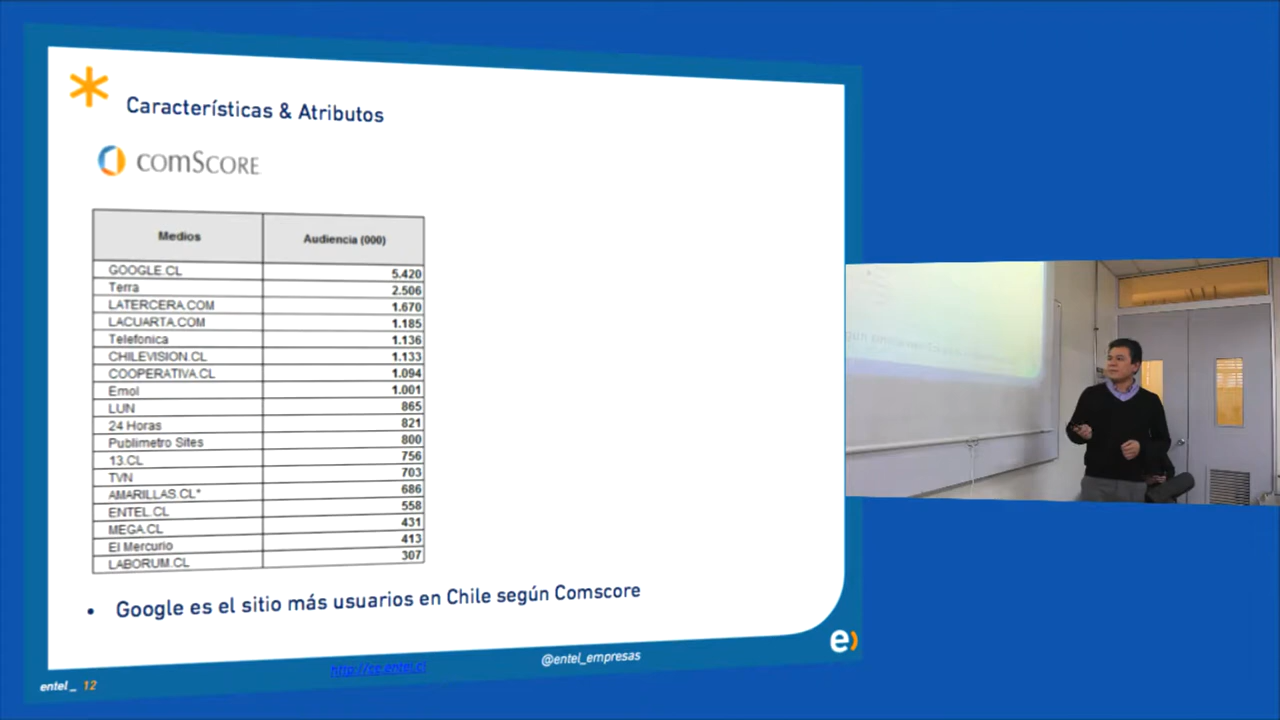 Características & Atributos
comScore
Medios Audiencia (000)
GOOGLE.CL 5.420
Terra 2.506
LATERCERA.COM 1.670
LACUARTA.COM 1.185
Telefonica 1.136
CHILEVISION.CL 1.133
COOPERATIVA.CL 1.094
Emol 1.001
LUN 865
24 Horas 821
Publimetro Sites 800
13.CL 756
TVN 703
AMARILLAS.CL* 686
ENTEL.CL 558
MEGA.CL 431
El Mercurio 413
LABORUM.CL 307
• Google es el sitio más usuarios en Chile según Comscore
e)
entel_ 12
http://cc.entel.cl
@entel_empresas